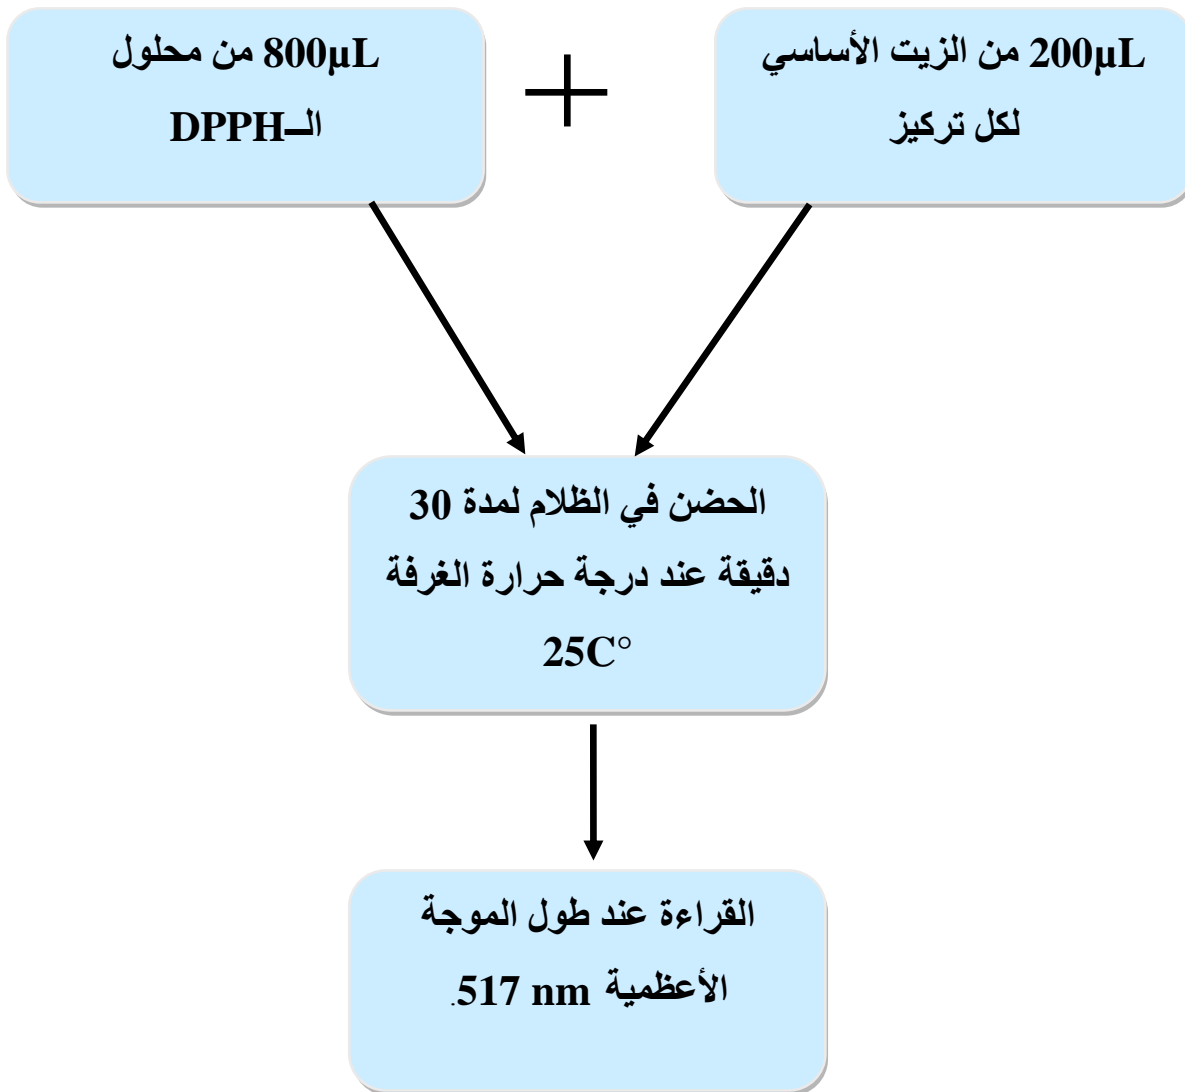 200µL من الزيت الأساسي
لكل تركيز
800µL من محلول
الـDPPH
الحضن في الظلام لمدة 30
دقيقة عند درجة حرارة الغرفة
25C°
القراءة عند طول الموجة
الأعظمية 517 nm.